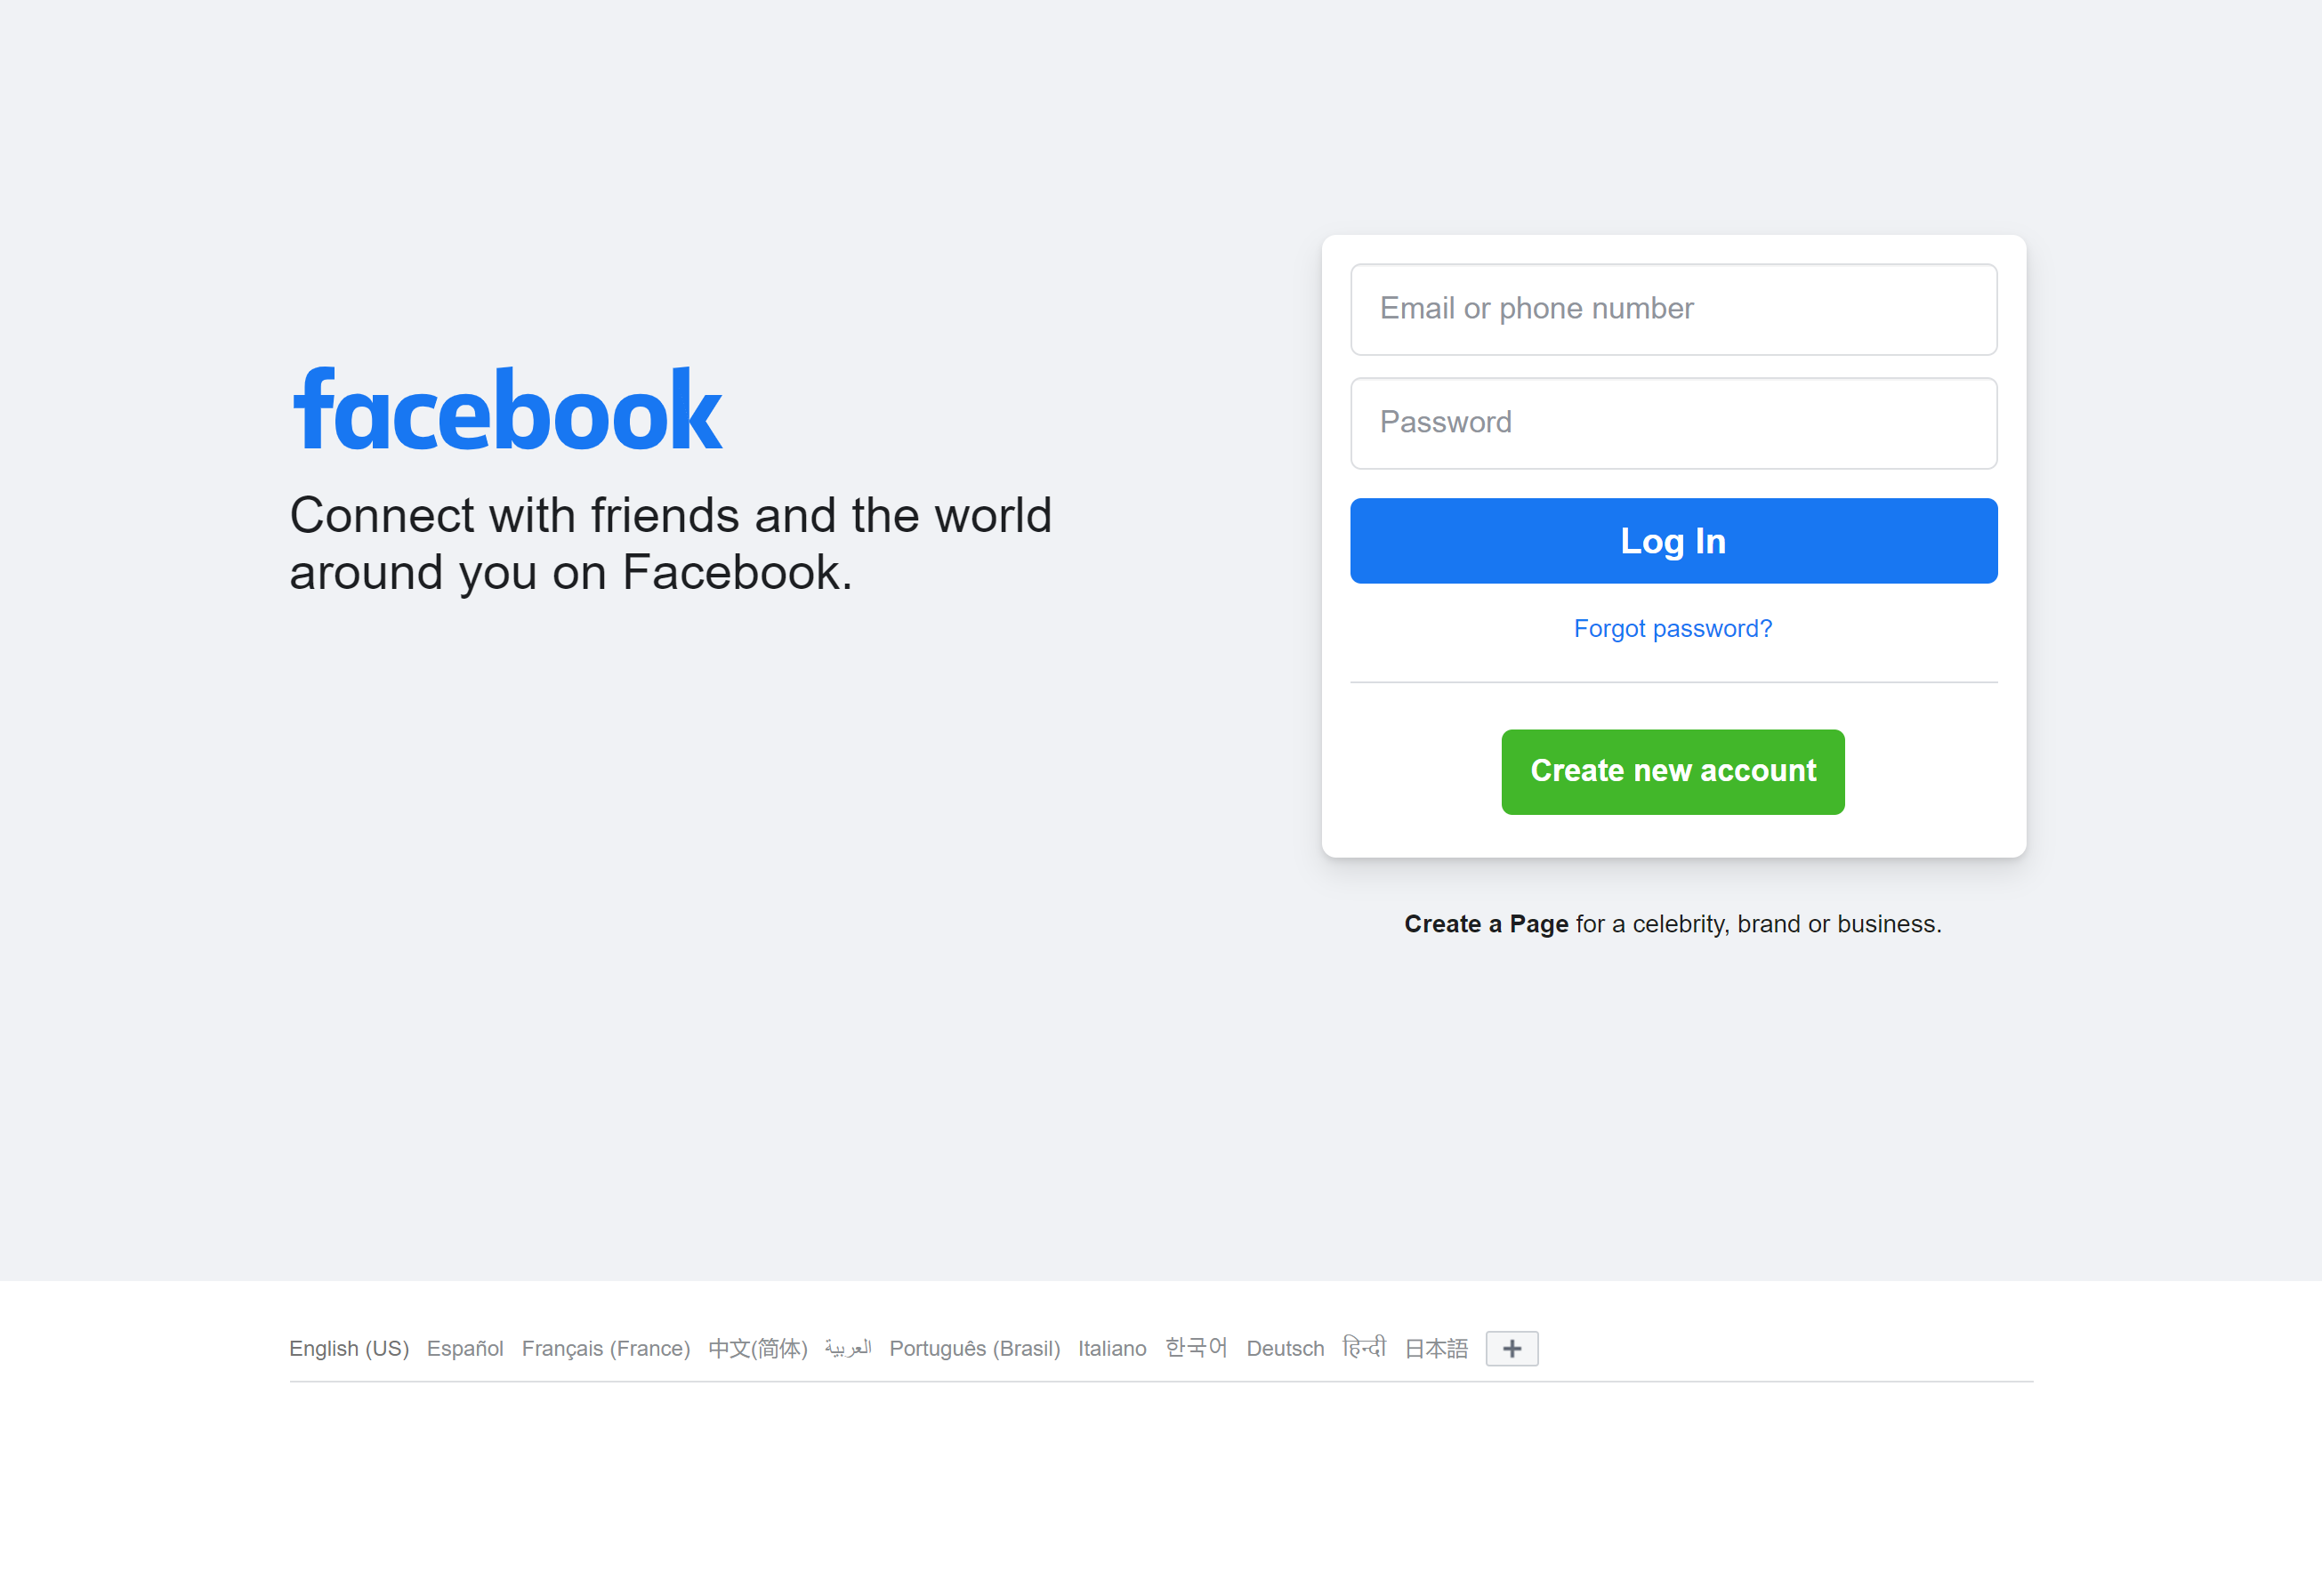 facebook
Connect with friends and the world
around you on Facebook.
Email or phone number
Password
Log In
Forgot password?
Create new account
Create a Page for a celebrity, brand or business.
English (US) Español Français (France) 中文(简体) العربية Português (Brasil) Italiano 한국어 Deutsch हिन्दी 日本語